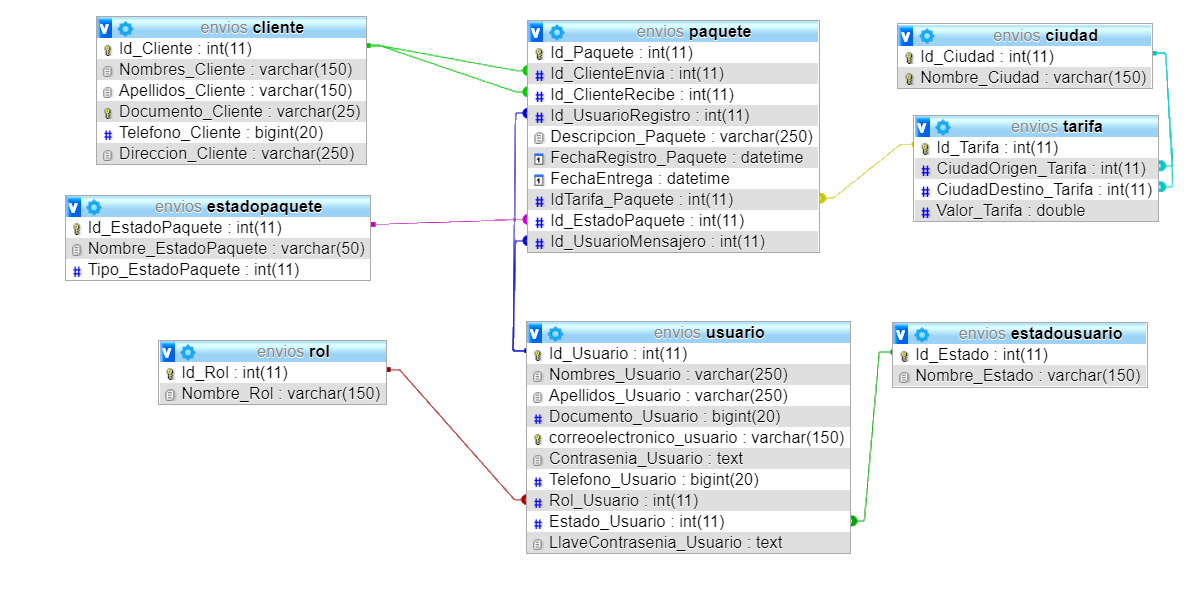 envios cliente
Id_Cliente : int(11)
Nombres_Cliente : varchar(150)
Apellidos_Cliente : varchar(150)
Documento_Cliente : varchar(25)
Telefono_Cliente : bigint(20)
Direccion_Cliente : varchar(250)
envios estadopaquete
Id_EstadoPaquete : int(11)
Nombre_EstadoPaquete : varchar(50)
Tipo_EstadoPaquete : int(11)
envios rol
Id_Rol : int(11)
Nombre_Rol : varchar(150)
envios paquete
Id_Paquete : int(11)
Id_ClienteEnvia : int(11)
Id_ClienteRecibe : int(11)
Id_UsuarioRegistro : int(11)
Descripcion_Paquete : varchar(250)
FechaRegistro_Paquete : datetime
FechaEntrega : datetime
IdTarifa_Paquete : int(11)
Id_EstadoPaquete : int(11)
Id_UsuarioMensajero : int(11)
envios usuario
Id_Usuario : int(11)
Nombres_Usuario : varchar(250)
Apellidos_Usuario : varchar(250)
Documento_Usuario : bigint(20)
correoelectronico_usuario : varchar(150)
Contrasenia_Usuario : text
Telefono_Usuario : bigint(20)
Rol_Usuario : int(11)
Estado_Usuario : int(11)
LlaveContrasenia_Usuario : text
envios ciudad
Id_Ciudad : int(11)
Nombre_Ciudad : varchar(150)
envios tarifa
Id_Tarifa : int(11)
CiudadOrigen_Tarifa : int(11)
CiudadDestino_Tarifa : int(11)
Valor_Tarifa : double
envios estadousuario
Id_Estado : int(11)
Nombre_Estado : varchar(150)